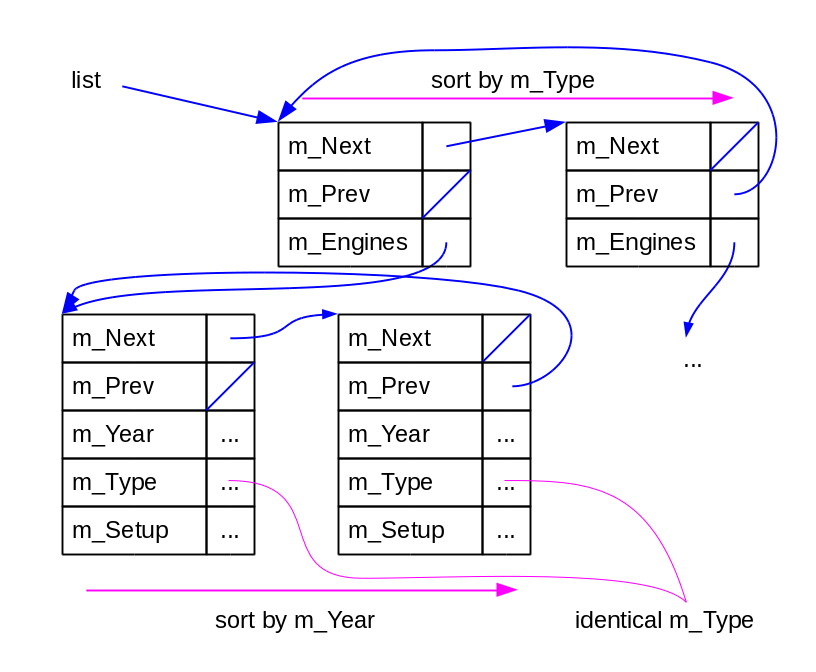 list
sort by m_Type
m_Next
m_Prev
m_Engines
m_Next
m_Prev
m_Engines
...
m_Next
m_Prev
m_Year ...
m_Type ...
m_Setup ...
m_Next
m_Prev
m_Year ...
m_Type ...
m_Setup ...
sort by m_Year
identical m_Type